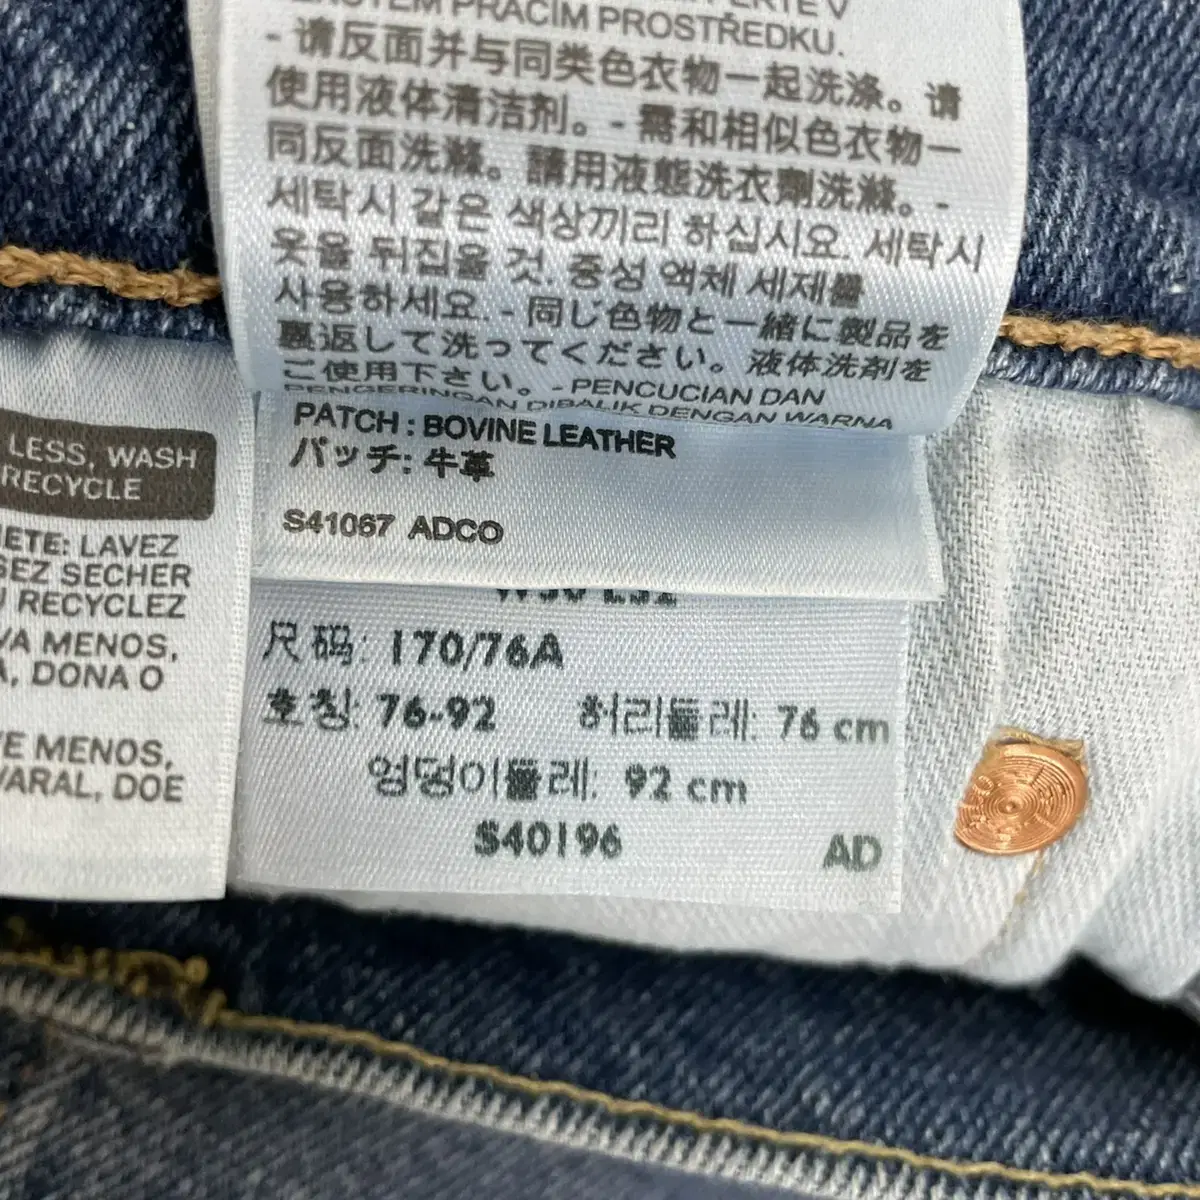 PRACÍM PROSTŘEDKU.
- 请反面并与同类色衣物一起洗涤。请
使用液体清洁剂。- 需和相似色衣物一
同反面洗滌。請用液態洗衣劑洗滌。-
세탁시 같은 색상끼리 하십시요. 세탁시
옷을 뒤집을 것. 중성 액체 세제를
사용하세요. - 同じ色物と一緒に製品を
裏返して洗ってください。液体洗剤を
ご使用下さい。- PENCUCIAN DAN
PENGERINGAN DIBALIK DENGAN WARNA
PATCH : BOVINE LEATHER
パッチ: 牛革
S41067 ADCO
LESS, WASH
RECYCLE
LAVEZ
SECHER
RECYCLEZ
MENOS,
DONA O
MENOS,
DOE
W30 L32
尺码: 170/76A
호칭: 76-92 허리둘레: 76 cm
엉덩이둘레: 92 cm
S40196 AD